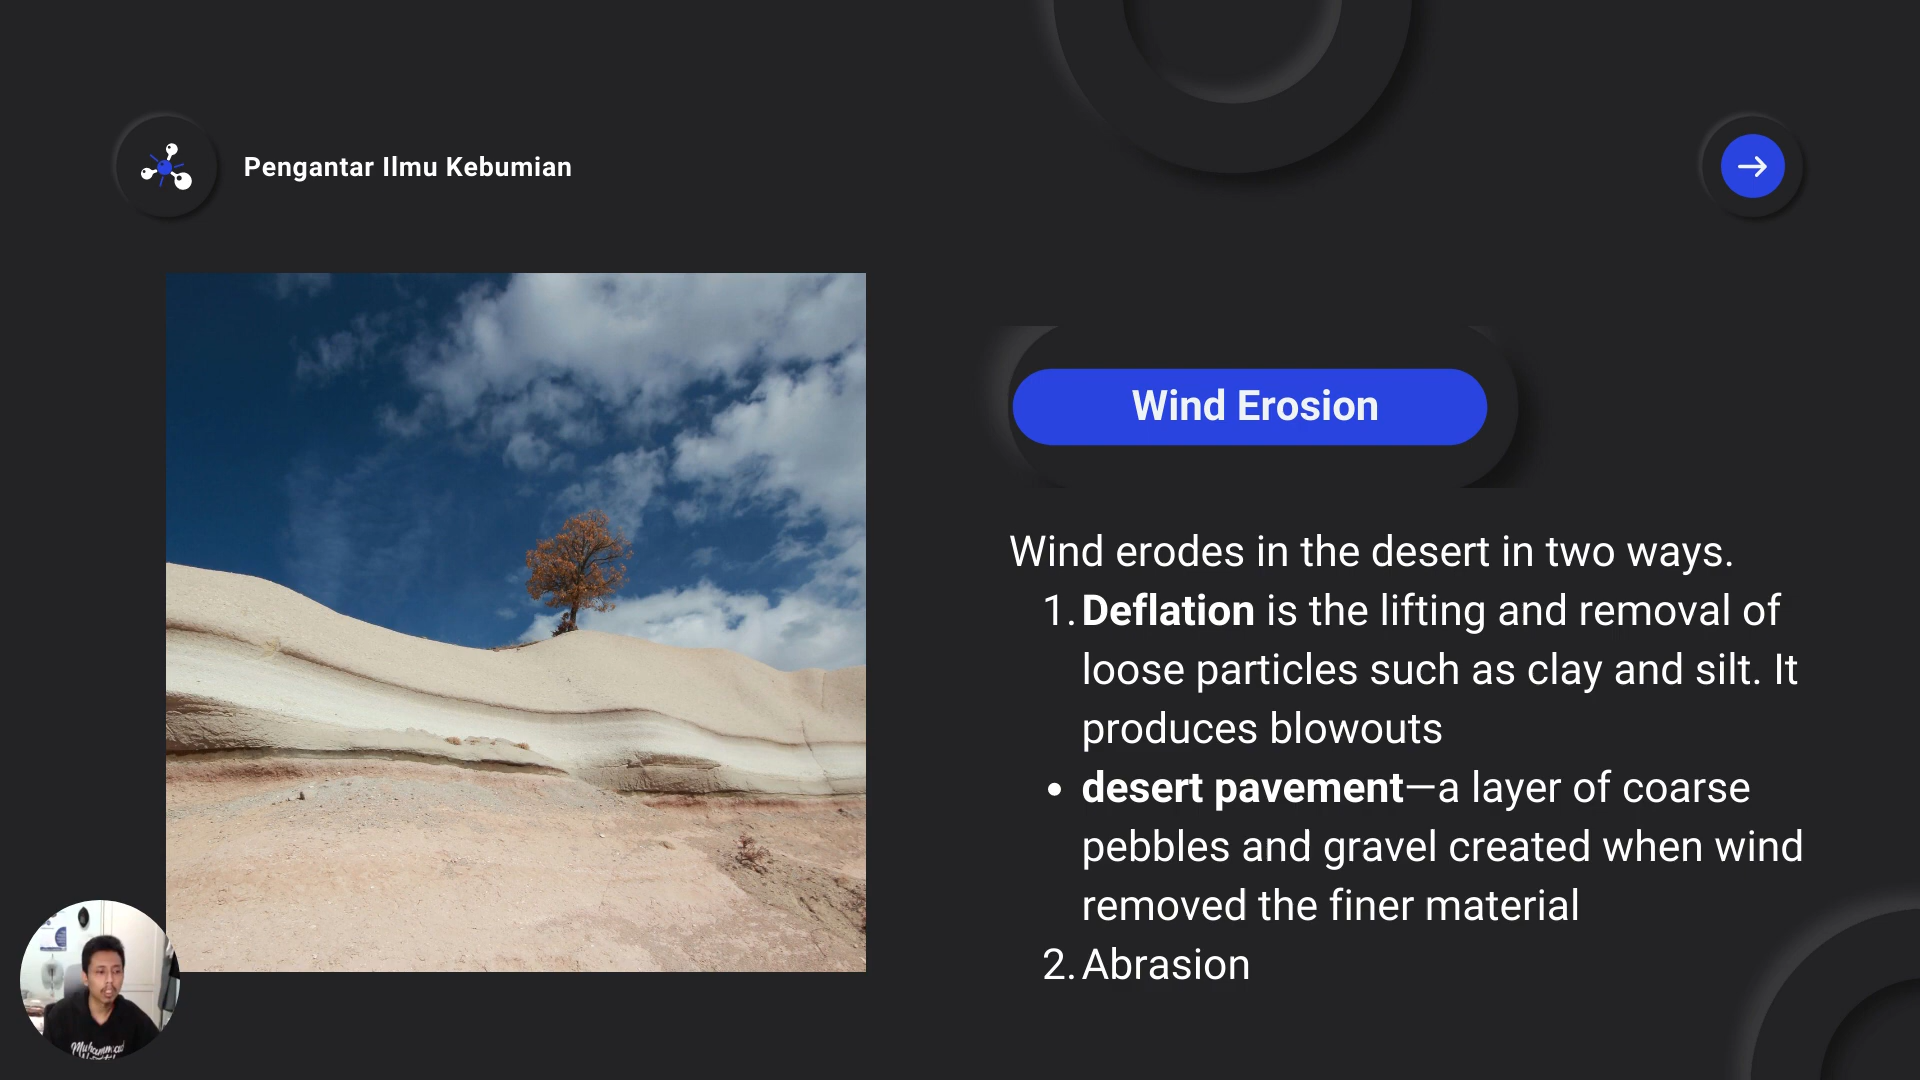 Pengantar Ilmu Kebumian
Wind Erosion
Wind erodes in the desert in two ways.
1. Deflation is the lifting and removal of
loose particles such as clay and silt. It
produces blowouts
• desert pavement—a layer of coarse
pebbles and gravel created when wind
removed the finer material
2. Abrasion